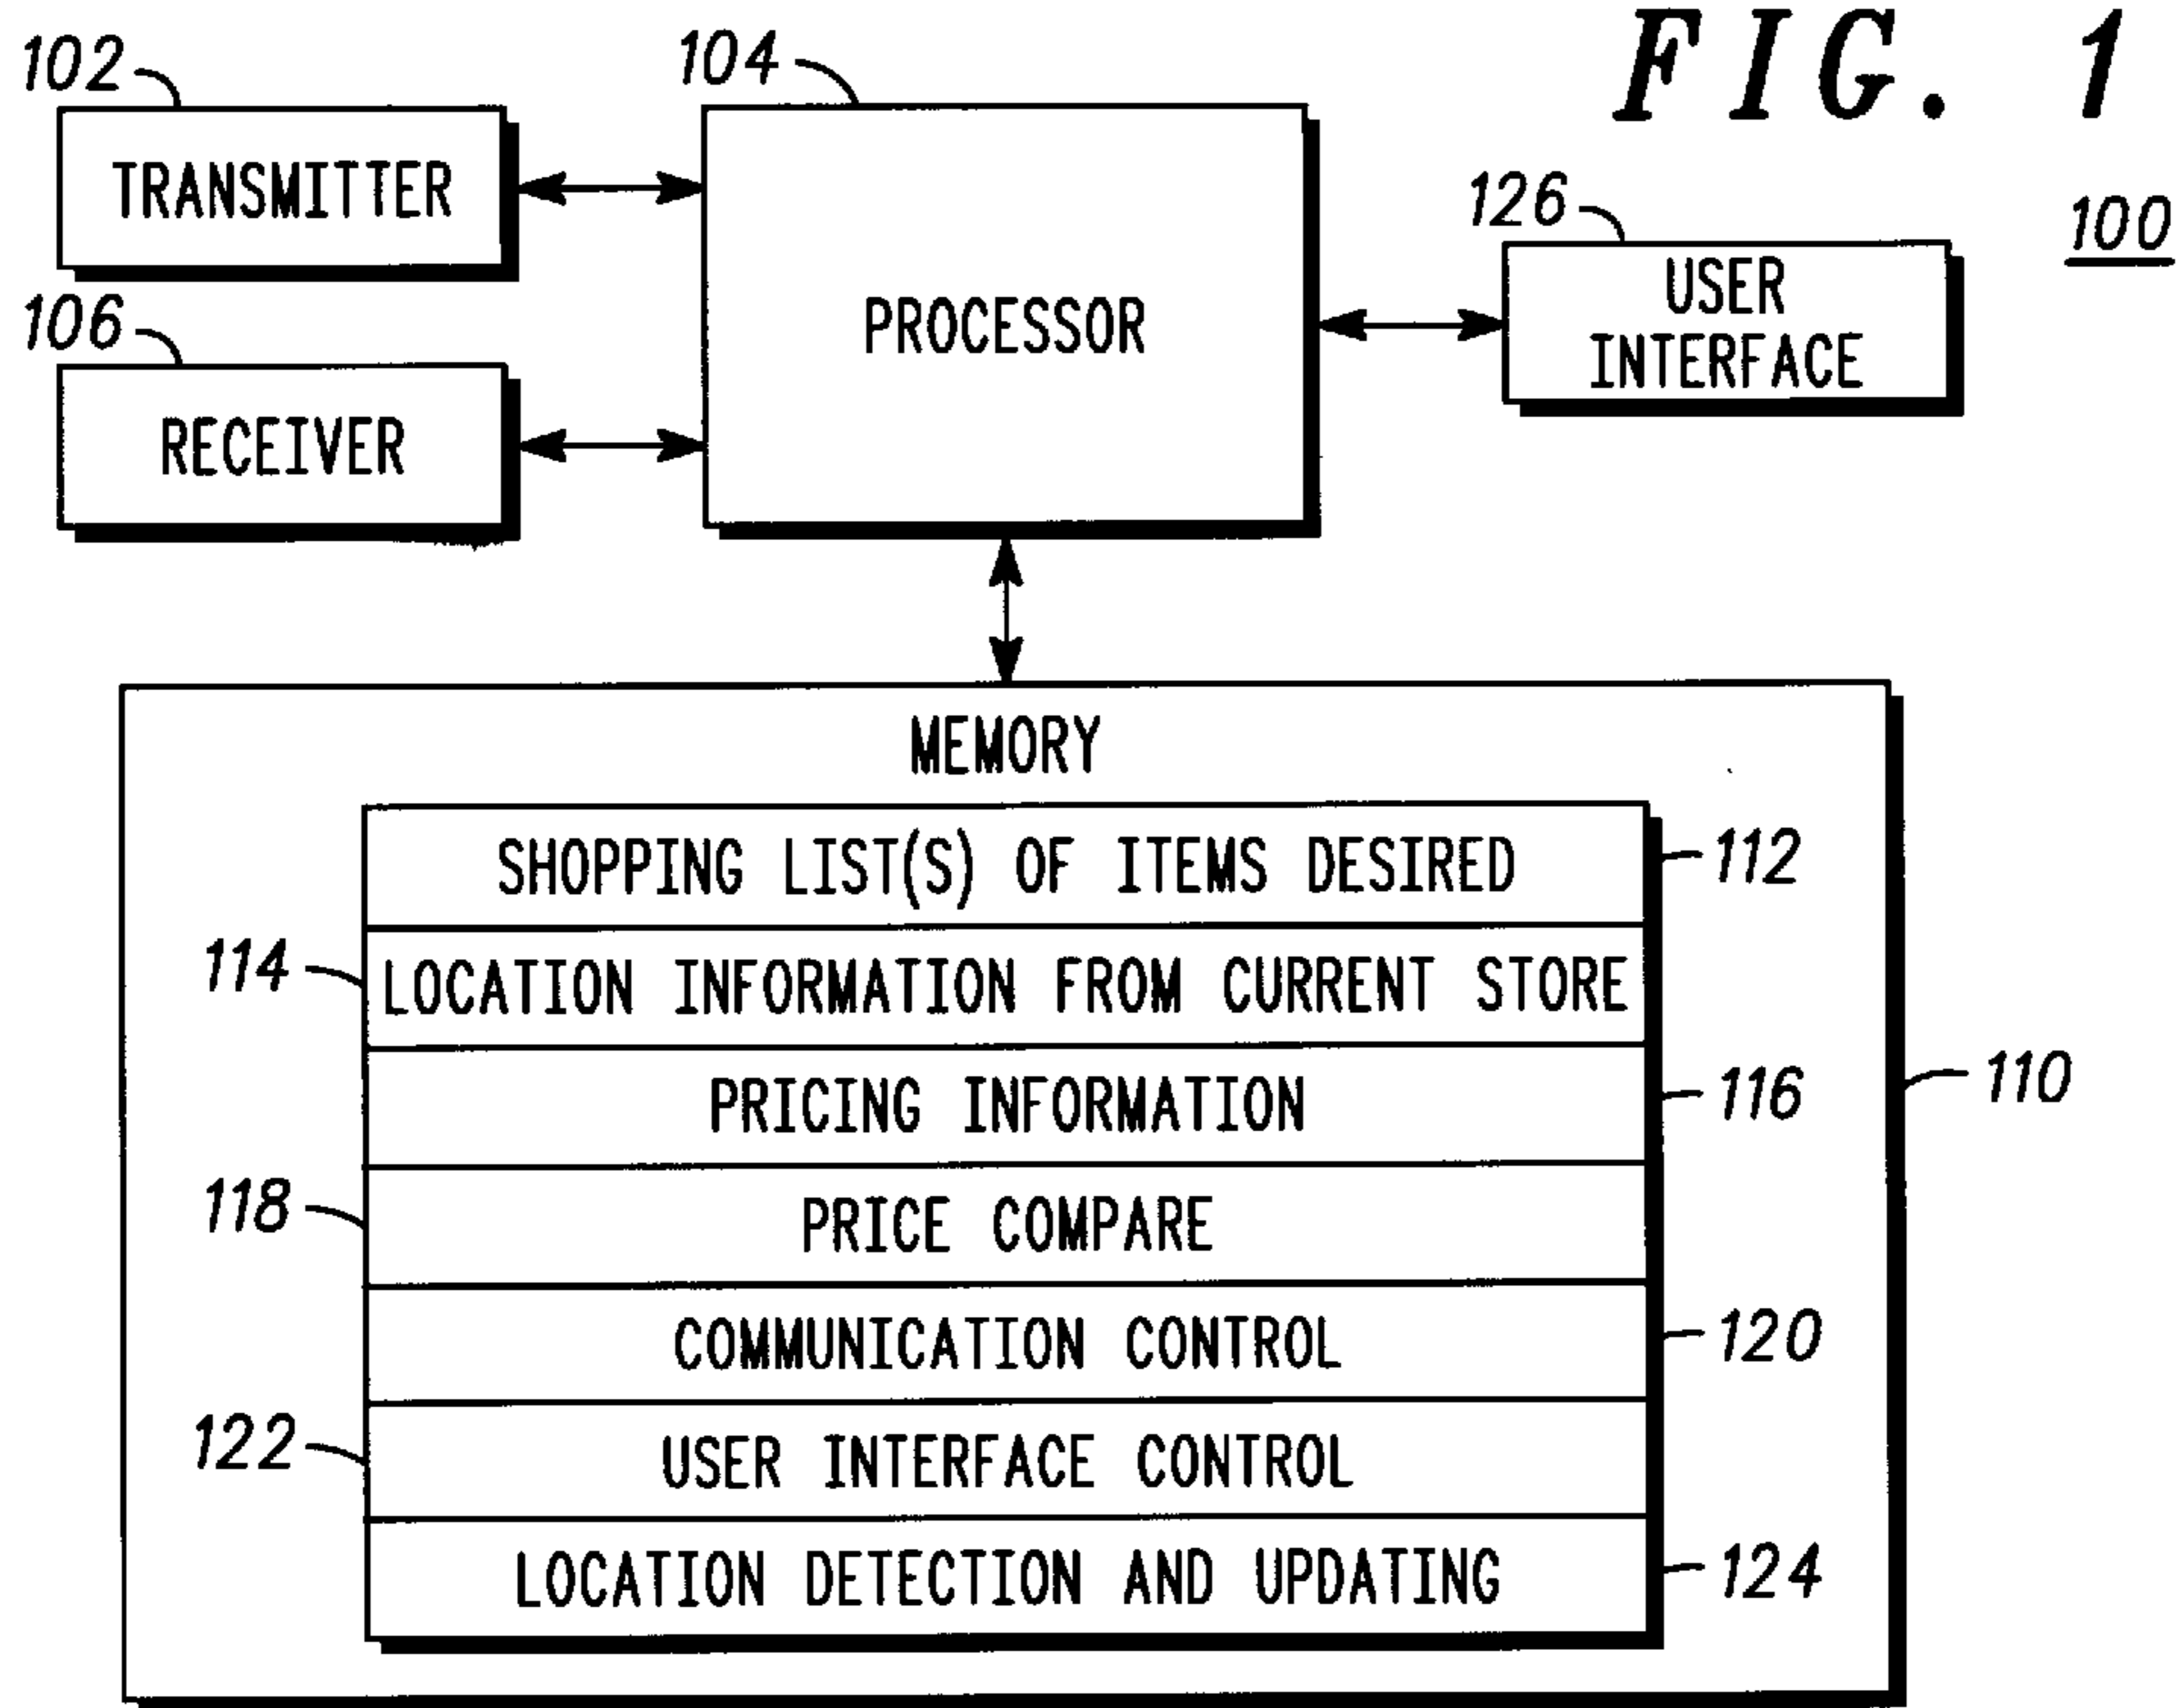 FIG. 1
100
102
TRANSMITTER
104
PROCESSOR
106
RECEIVER
126
USER
INTERFACE
MEMORY
110
SHOPPING LIST(S) OF ITEMS DESIRED
112
114
LOCATION INFORMATION FROM CURRENT STORE
PRICING INFORMATION
116
118
PRICE COMPARE
COMMUNICATION CONTROL
120
122
USER INTERFACE CONTROL
LOCATION DETECTION AND UPDATING
124